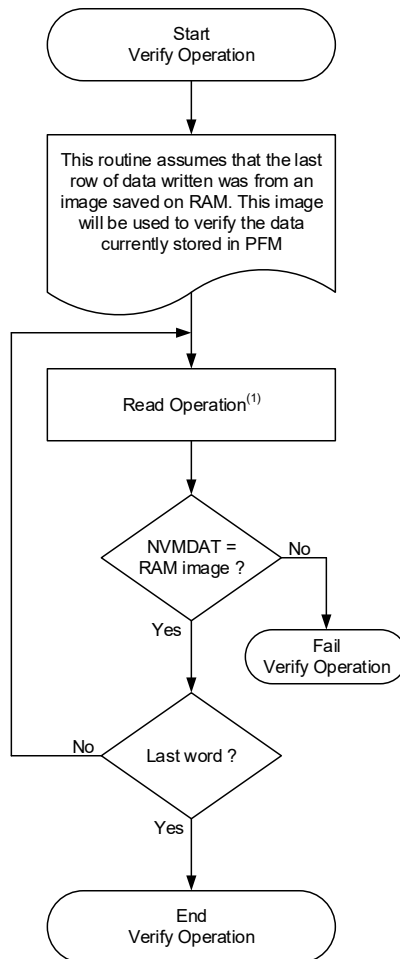 Start
Verify Operation
This routine assumes that the last
row of data written was from an
image saved on RAM. This image
will be used to verify the data
currently stored in PFM
Read Operation(1)
NVMDAT =
RAM image ?
No
Yes
Fail
Verify Operation
Last word ?
No
Yes
End
Verify Operation